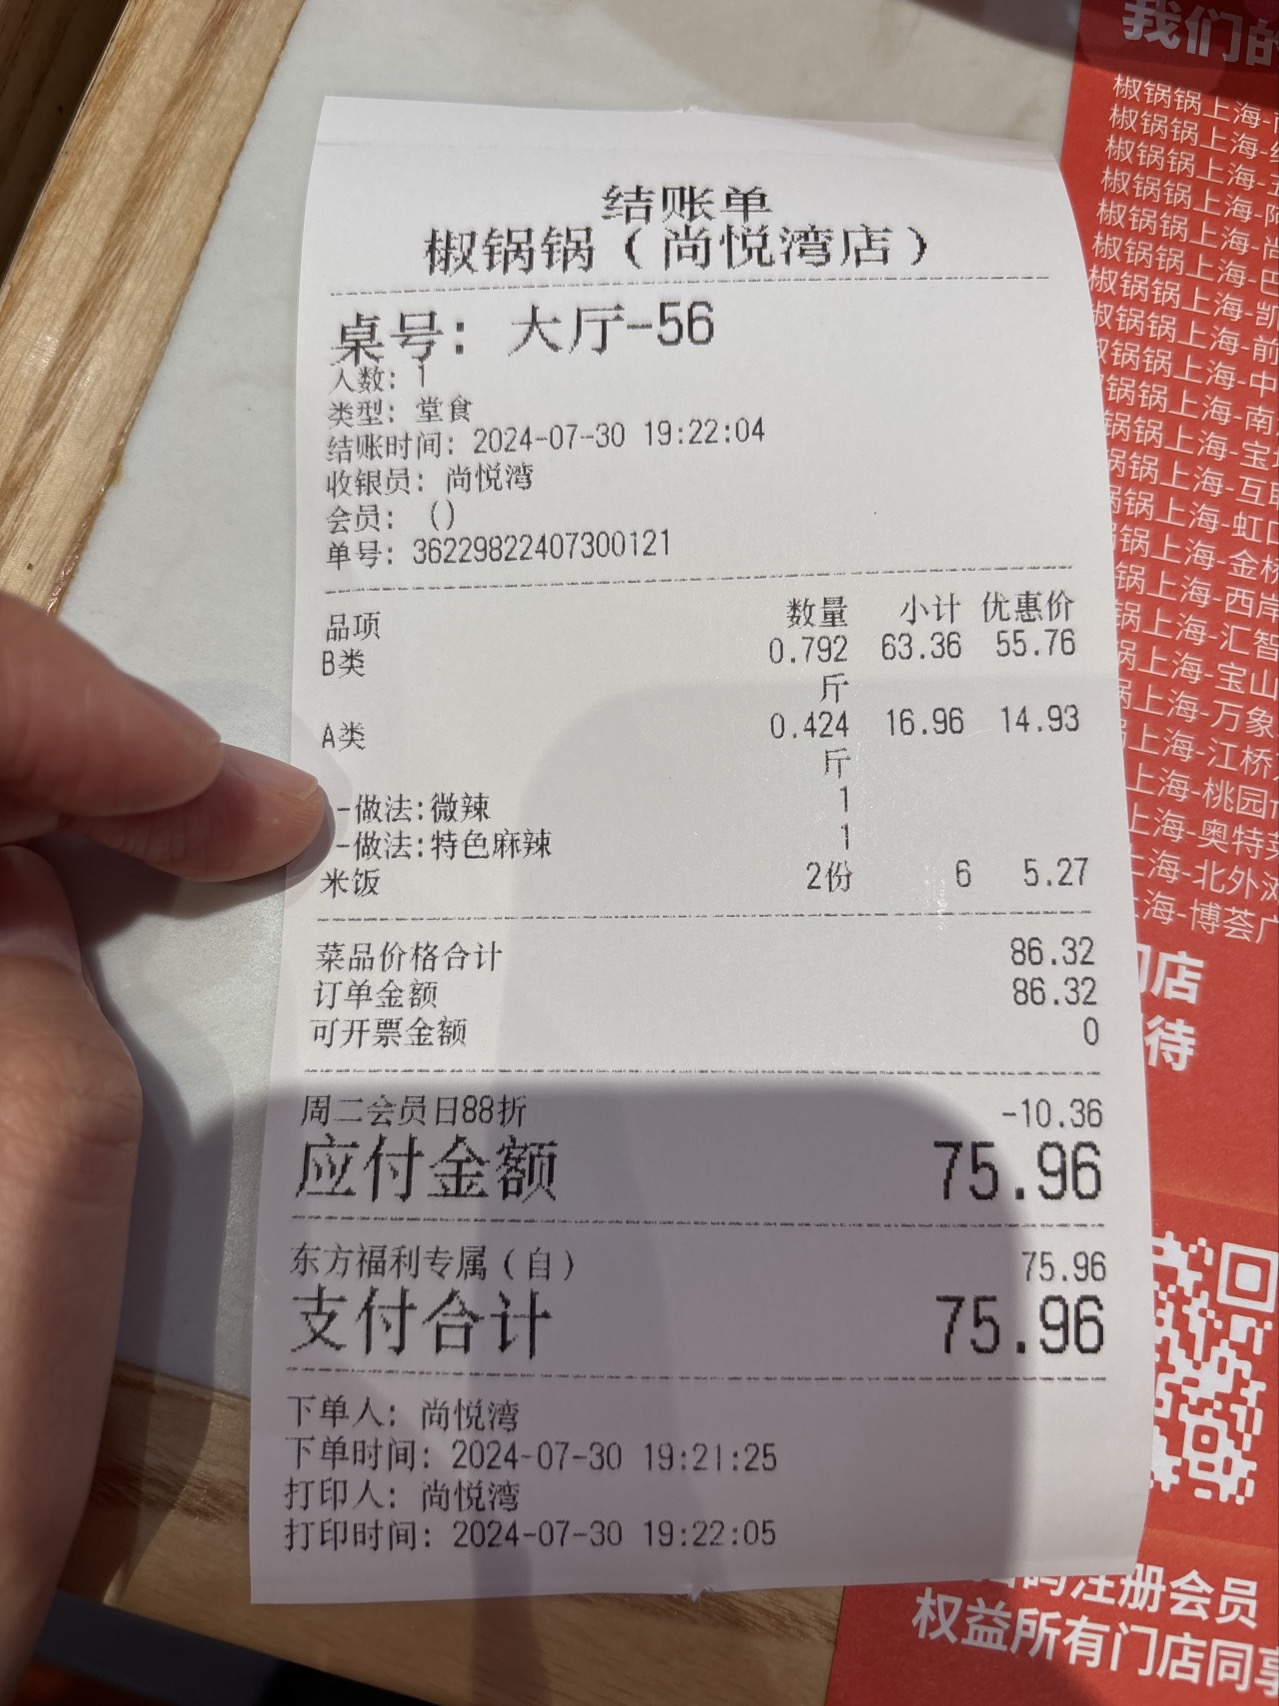 结账单
椒锅锅（尚悦湾店）
桌号：大厅-56
人数：1
类型：堂食
结账时间：2024-07-30 19:22:04
收银员：尚悦湾
会员：()
单号：36229822407300121
品项 数量 小计 优惠价
B类 0.792 63.36 55.76
斤
A类 0.424 16.96 14.93
斤
-做法:微辣 1
-做法:特色麻辣 1
米饭 2份 6 5.27
菜品价格合计 86.32
订单金额 86.32
可开票金额 0
周二会员日88折 -10.36
应付金额 75.96
东方福利专属（自） 75.96
支付合计 75.96
下单人：尚悦湾
下单时间：2024-07-30 19:21:25
打印人：尚悦湾
打印时间：2024-07-30 19:22:05
我们的
椒锅锅上海-
椒锅锅上海-
椒锅锅上海-
椒锅锅上海-
椒锅锅上海-尚
椒锅锅上海-巴
椒锅锅上海-凯
椒锅锅上海-前
锅锅上海-中
锅锅上海-南
锅锅上海-宝
锅锅上海-互联
锅锅上海-虹口
锅锅上海-金桥
锅上海-西岸
锅上海-汇智
锅上海-宝山
锅上海-万象
上海-江桥
上海-桃园
上海-奥特莱
上海-北外滩
海-博荟广
门店
待
注册会员
权益所有门店同享